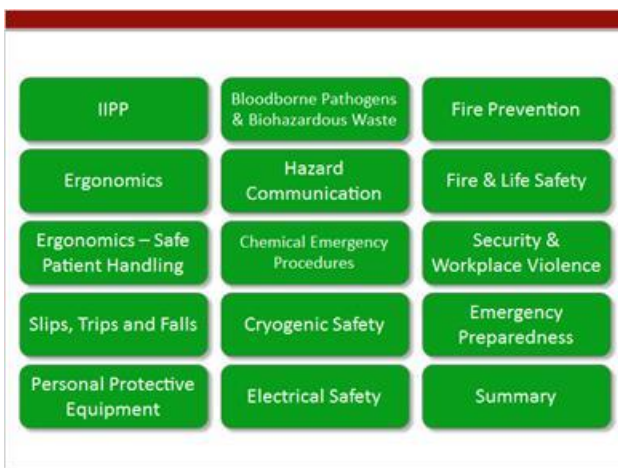 IIPP
Bloodborne Pathogens
& Biohazardous Waste
Fire Prevention
Ergonomics
Hazard
Communication
Fire & Life Safety
Ergonomics – Safe
Patient Handling
Chemical Emergency
Procedures
Security &
Workplace Violence
Slips, Trips and Falls
Cryogenic Safety
Emergency
Preparedness
Personal Protective
Equipment
Electrical Safety
Summary